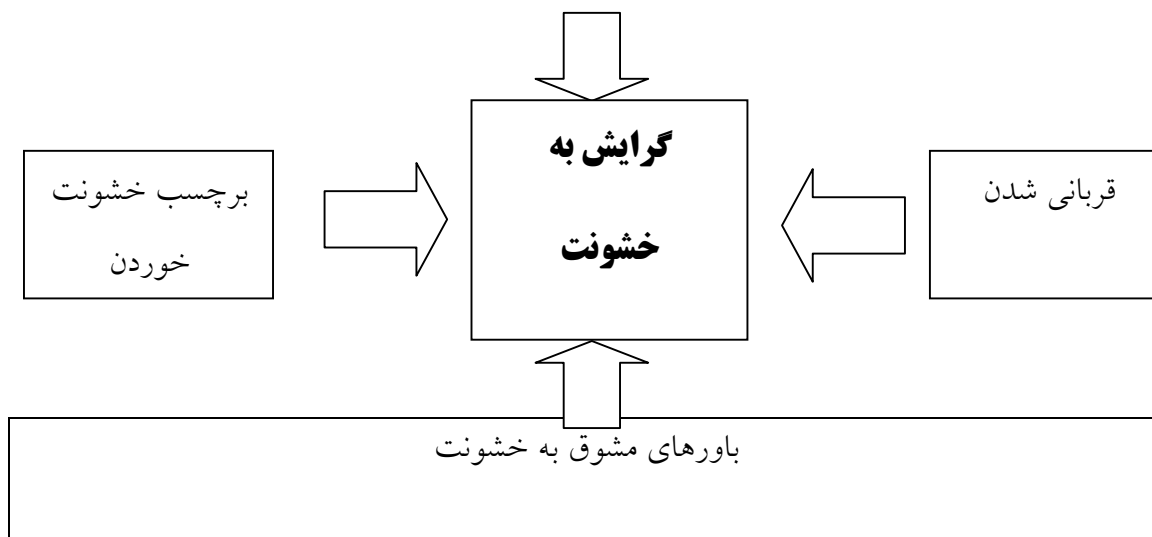 گرایش به
خشونت
قربانی شدن
برچسب خشونت
خوردن
باورهای مشوق به خشونت